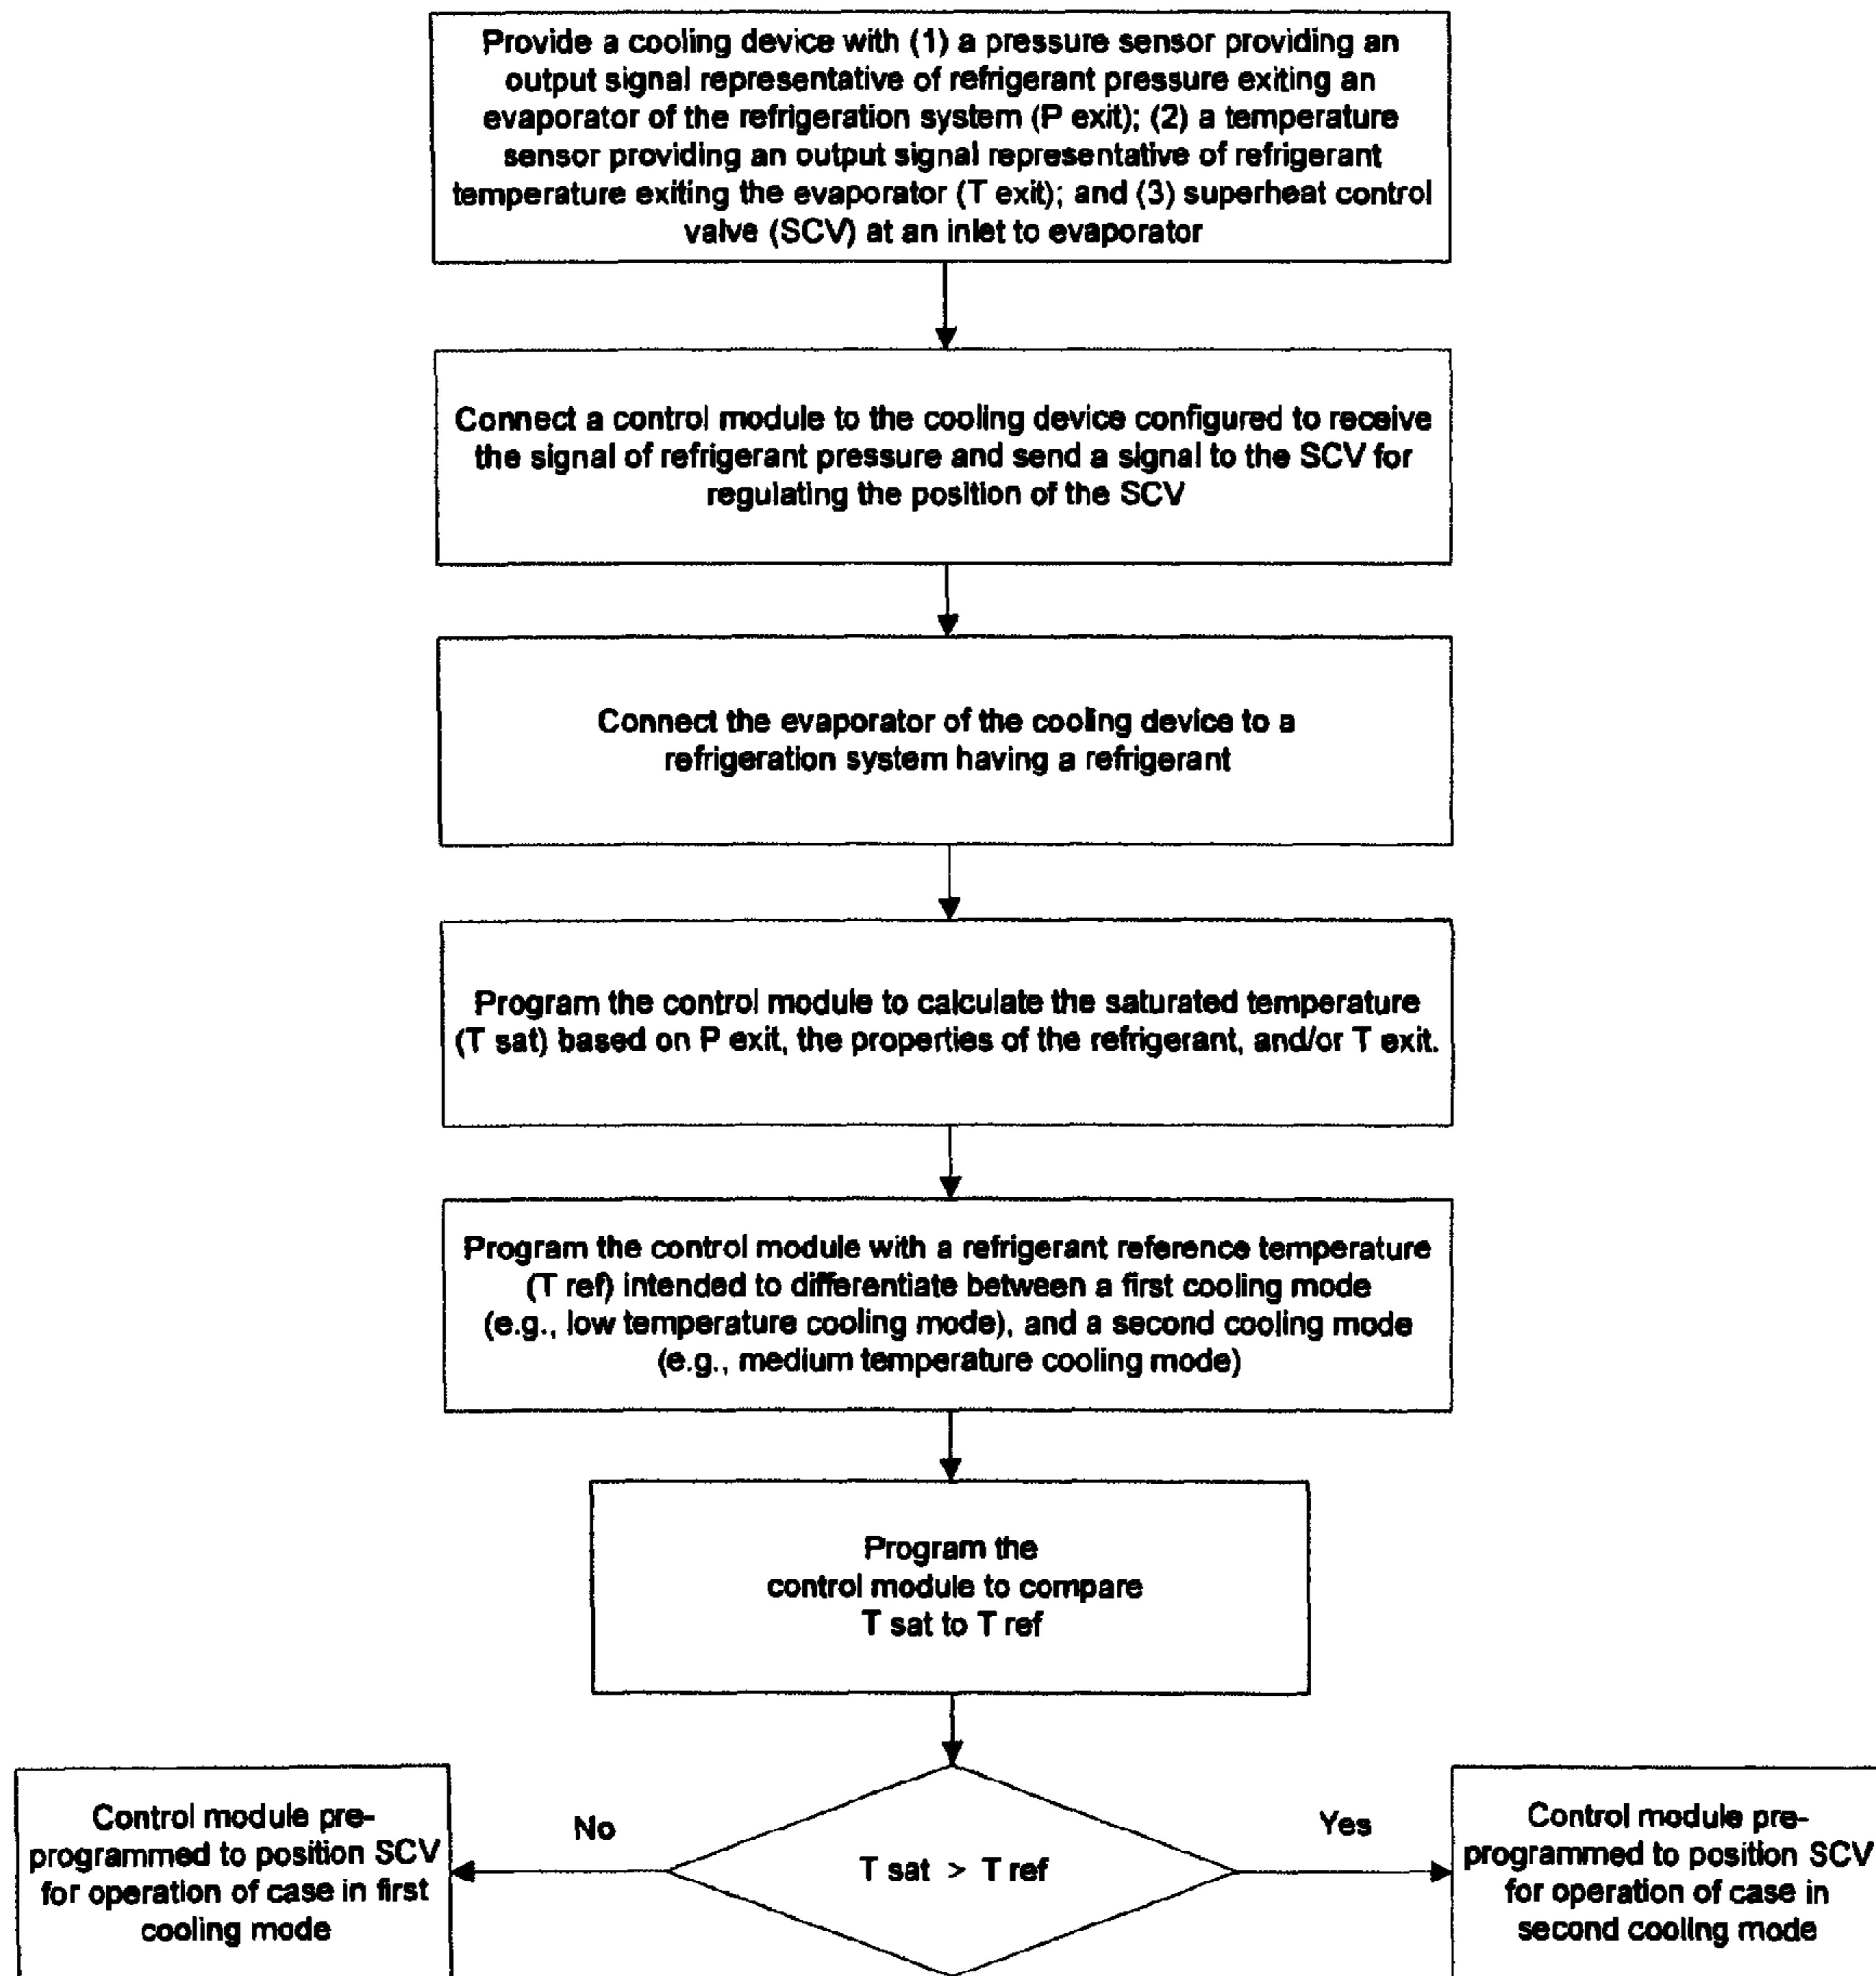 Provide a cooling device with (1) a pressure sensor providing an
output signal representative of refrigerant pressure exiting an
evaporator of the refrigeration system (P exit); (2) a temperature
sensor providing an output signal representative of refrigerant
temperature exiting the evaporator (T exit); and (3) superheat control
valve (SCV) at an inlet to evaporator
Connect a control module to the cooling device configured to receive
the signal of refrigerant pressure and send a signal to the SCV for
regulating the position of the SCV
Connect the evaporator of the cooling device to a
refrigeration system having a refrigerant
Program the control module to calculate the saturated temperature
(T sat) based on P exit, the properties of the refrigerant, and/or T exit.
Program the control module with a refrigerant reference temperature
(T ref) intended to differentiate between a first cooling mode
(e.g., low temperature cooling mode), and a second cooling mode
(e.g., medium temperature cooling mode)
Program the
control module to compare
T sat to T ref
T sat > T ref
No
Control module pre-
programmed to position SCV
for operation of case in first
cooling mode
Yes
Control module pre-
programmed to position SCV
for operation of case in
second cooling mode